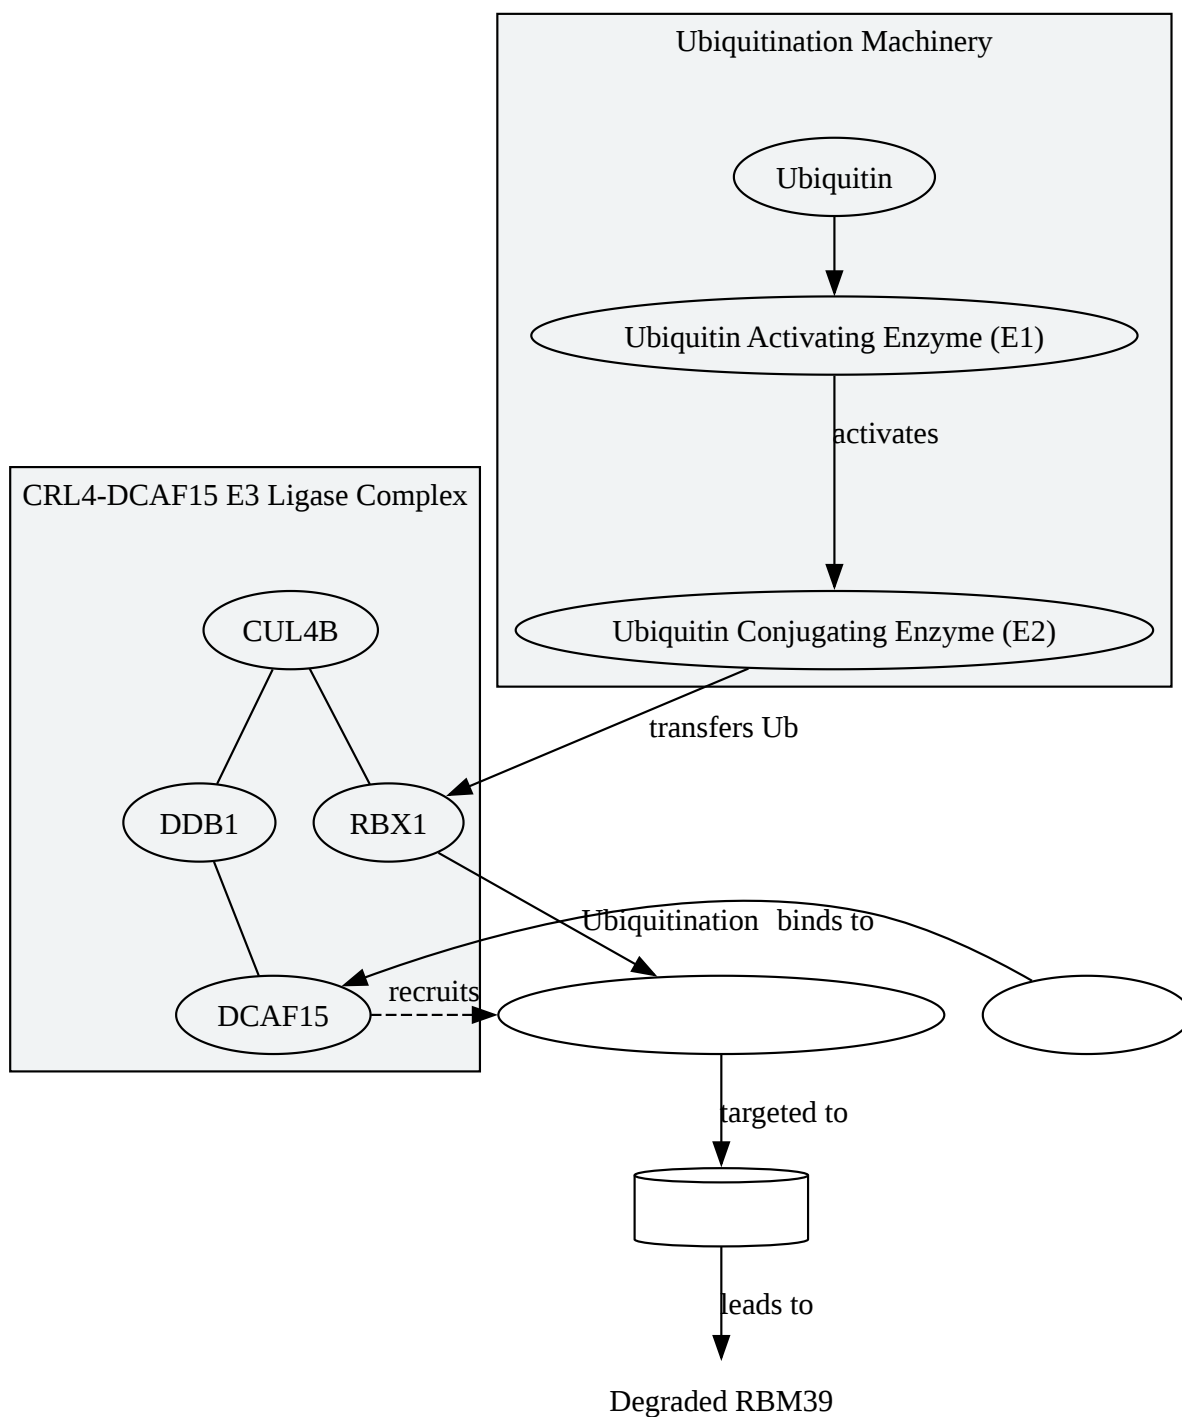 Ubiquitination Machinery
Ubiquitin
Ubiquitin Activating Enzyme (E1)
activates
CRL4-DCAF15 E3 Ligase Complex
CUL4B
Ubiquitin Conjugating Enzyme (E2)
transfers Ub
DDB1
RBX1
Ubiquitination
binds to
recruits
DCAF15
targeted to
leads to
Degraded RBM39